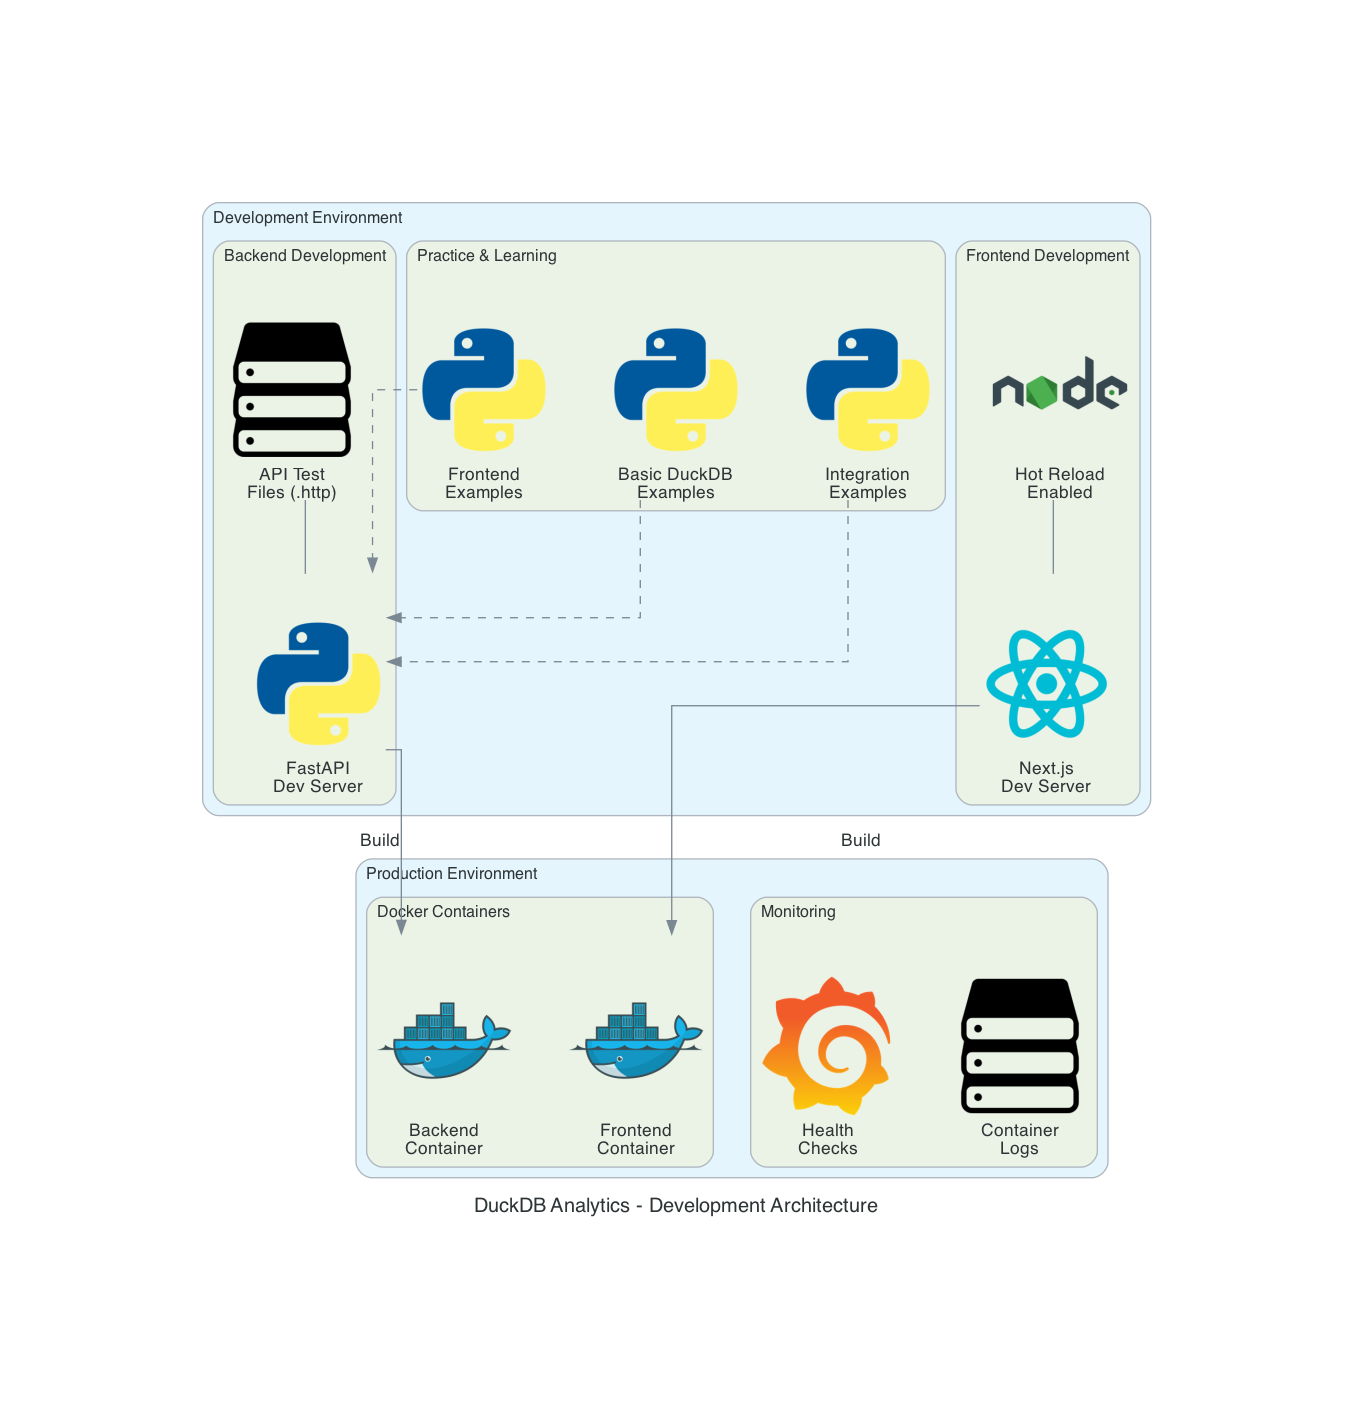 Development Environment
Backend Development
Practice & Learning
Frontend Development
node
API Test
Files (.http)
Frontend
Examples
Basic DuckDB
Examples
Integration
Examples
Hot Reload
Enabled
FastAPI
Dev Server
Next.js
Dev Server
Build
Build
Production Environment
Docker Containers
Monitoring
Backend
Container
Frontend
Container
Health
Checks
Container
Logs
DuckDB Analytics - Development Architecture